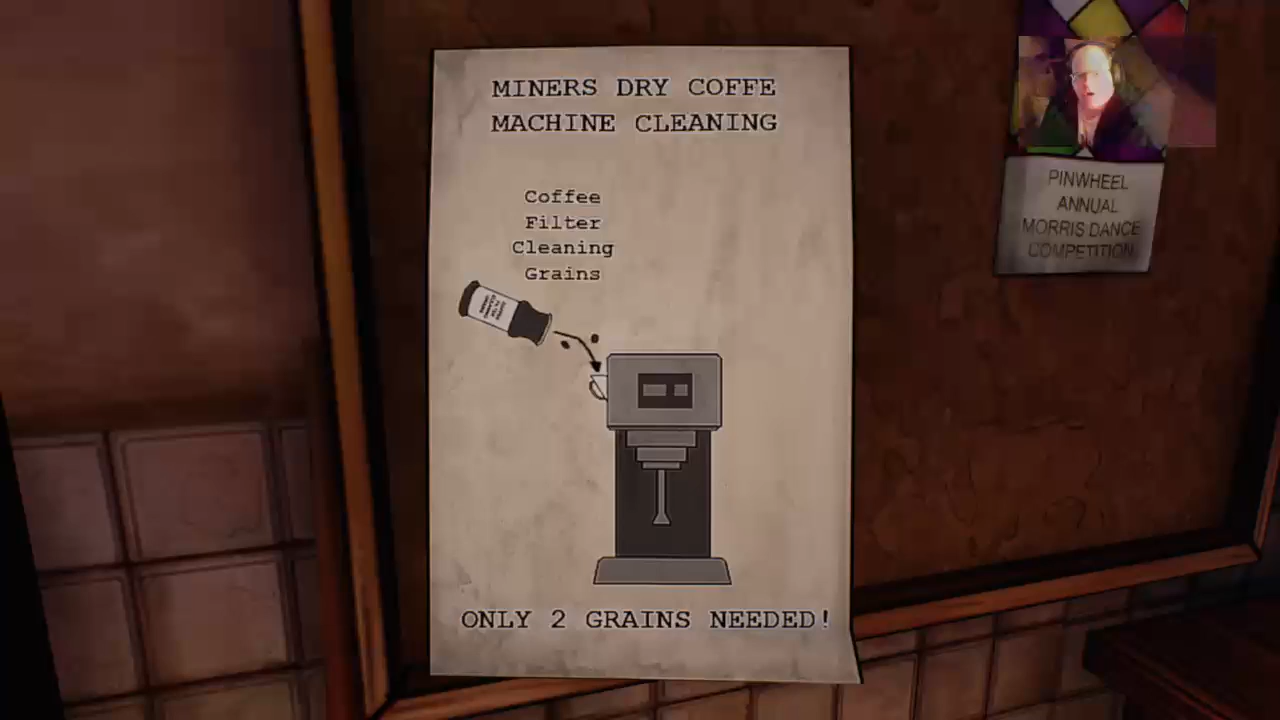 MINERS DRY COFFE
MACHINE CLEANING
Coffee
Filter
Cleaning
Grains
ONLY 2 GRAINS NEEDED!
PINWHEEL
ANNUAL
MORRIS DANCE
COMPETITION